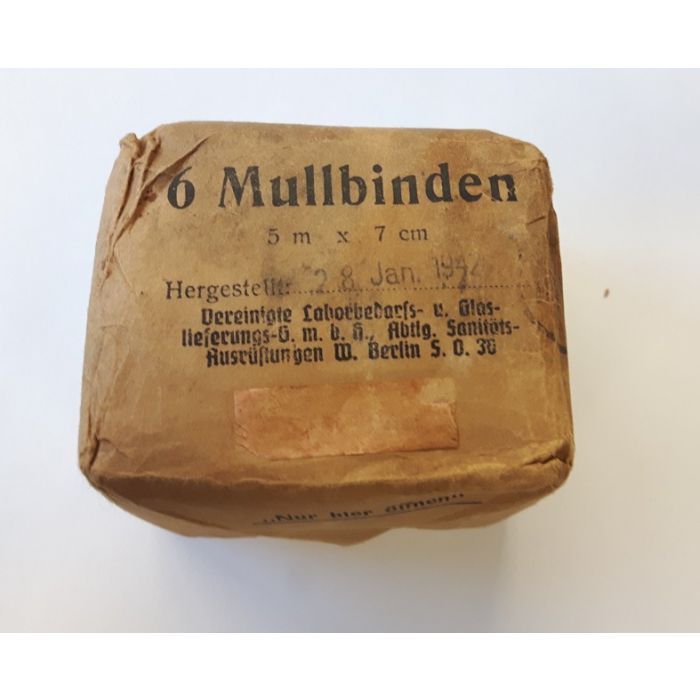 6 Mullbinden
5 m x 7 cm
Hergestellt: 28. Jan. 1942
Vereinigte Laborbedarfs- u. Glas-
lieferungs-G. m. b. H., Abtlg. Sanitäts-
Ausrüstungen W. Berlin S. O. 36
„Nur hier öffnen“